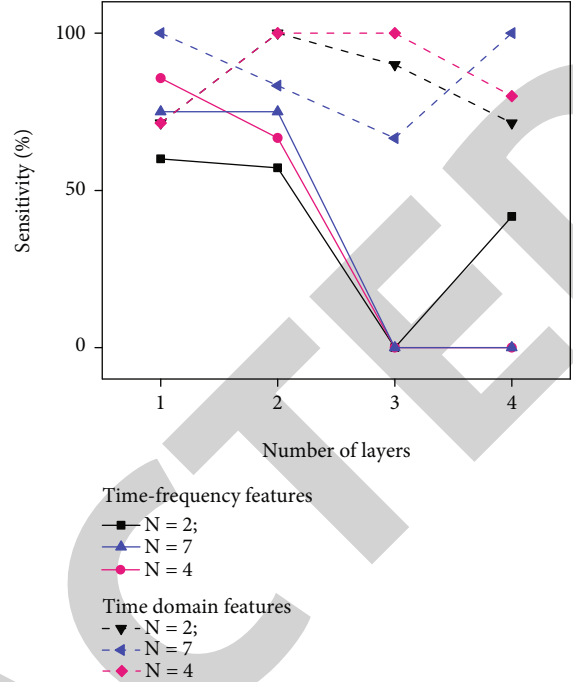 100
50
0
Sensitivity (%)
1 2 3 4
Number of layers
Time-frequency features
N = 2;
N = 7
N = 4
Time domain features
N = 2;
N = 7
N = 4
CTED